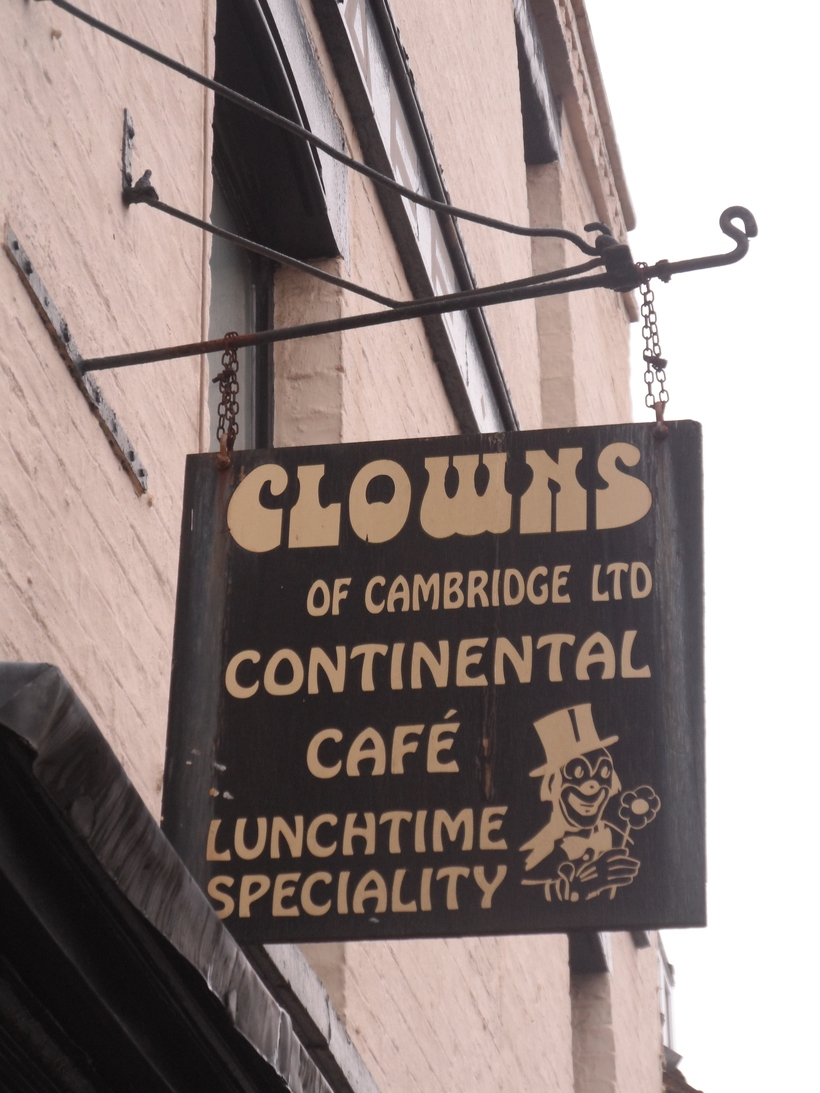 CLOWNS
OF CAMBRIDGE LTD
CONTINENTAL
CAFÉ
LUNCHTIME
SPECIALITY